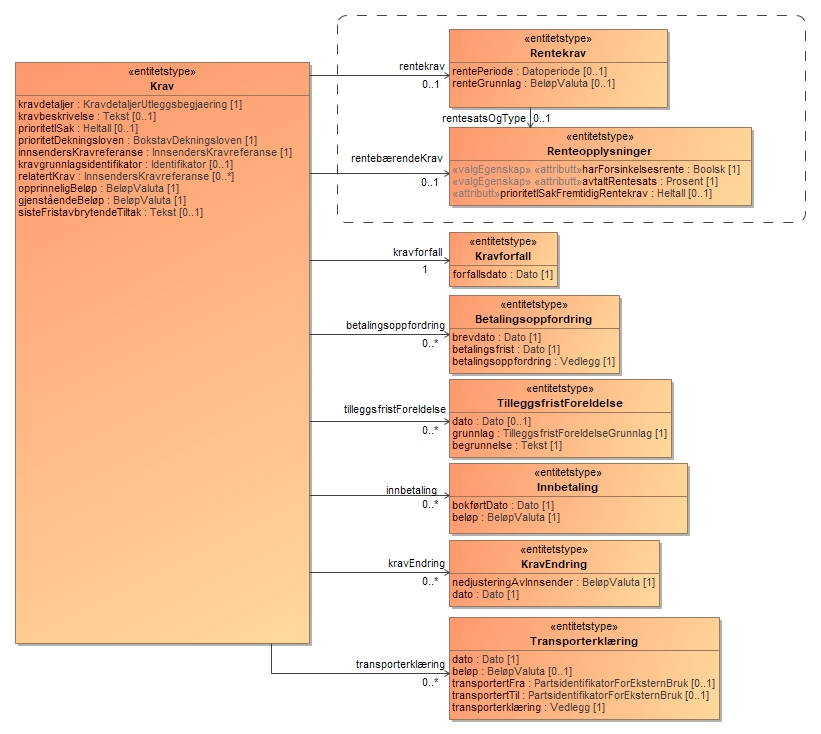 «entitetstype»
Krav
kravdetaljer : KravdetaljerUtleggsbegjaering [1]
kravbeskrivelse : Tekst [0..1]
prioritetISak : Heltall [0..1]
prioritetDekningsloven : BokstavDekningsloven [1]
innsendersKravreferanse : InnsendersKravreferanse [1]
kravgrunnlagsidentifikator : Identifikator [0..1]
relatertKrav : InnsendersKravreferanse [0..*]
opprinneligBeløp : BeløpValuta [1]
gjenståendeBeløp : BeløpValuta [1]
sisteFristavbrytendeTiltak : Tekst [0..1]
rentekrav
0..1
«entitetstype»
Rentekrav
rentePeriode : Datoperiode [0..1]
renteGrunnlag : BeløpValuta [0..1]
rentesatsOgType
0..1
rentebærendeKrav
0..1
«entitetstype»
Renteopplysninger
«valgEgenskap» «attributt»harForsinkelsesrente : Boolsk [1]
«valgEgenskap» «attributt»avtaltRentesats : Prosent [1]
«attributt»prioritetISakFremtidigRentekrav : Heltall [0..1]
kravforfall
1
«entitetstype»
Kravforfall
forfallsdato : Dato [1]
betalingsoppfordring
0..*
«entitetstype»
Betalingsoppfordring
brevdato : Dato [1]
betalingsfrist : Dato [1]
betalingsoppfordring : Vedlegg [1]
tilleggsfristForeldelse
0..*
«entitetstype»
TilleggsfristForeldelse
dato : Dato [0..1]
grunnlag : TilleggsfristForeldelseGrunnlag [1]
begrunnelse : Tekst [1]
innbetaling
0..*
«entitetstype»
Innbetaling
bokførtDato : Dato [1]
beløp : BeløpValuta [1]
kravEndring
0..*
«entitetstype»
KravEndring
nedjusteringAvInnsender : BeløpValuta [1]
dato : Dato [1]
transporterklæring
0..*
«entitetstype»
Transporterklæring
dato : Dato [1]
beløp : BeløpValuta [0..1]
transportertFra : PartsidentifikatorForEksternBruk [0..1]
transportertTil : PartsidentifikatorForEksternBruk [0..1]
transporterklæring : Vedlegg [1]